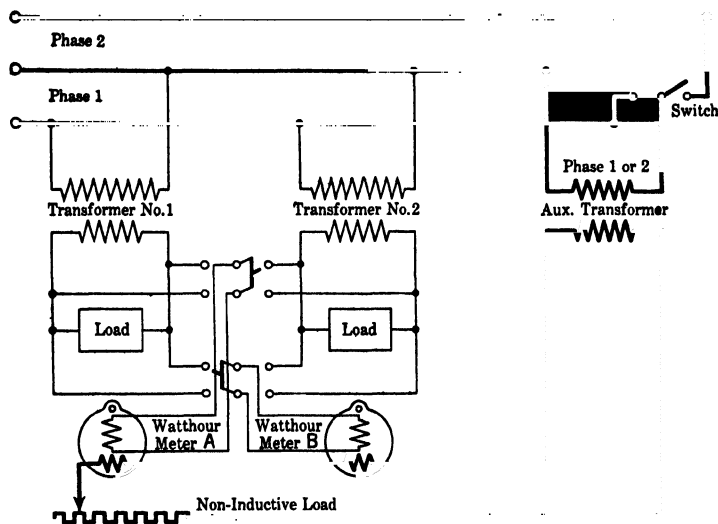 Phase 2
Phase 1
Switch
Phase 1 or 2
Transformer No.1
Transformer No.2
Aux. Transformer
Load
Load
Watthour
Meter A
Watthour
Meter B
Non-Inductive Load